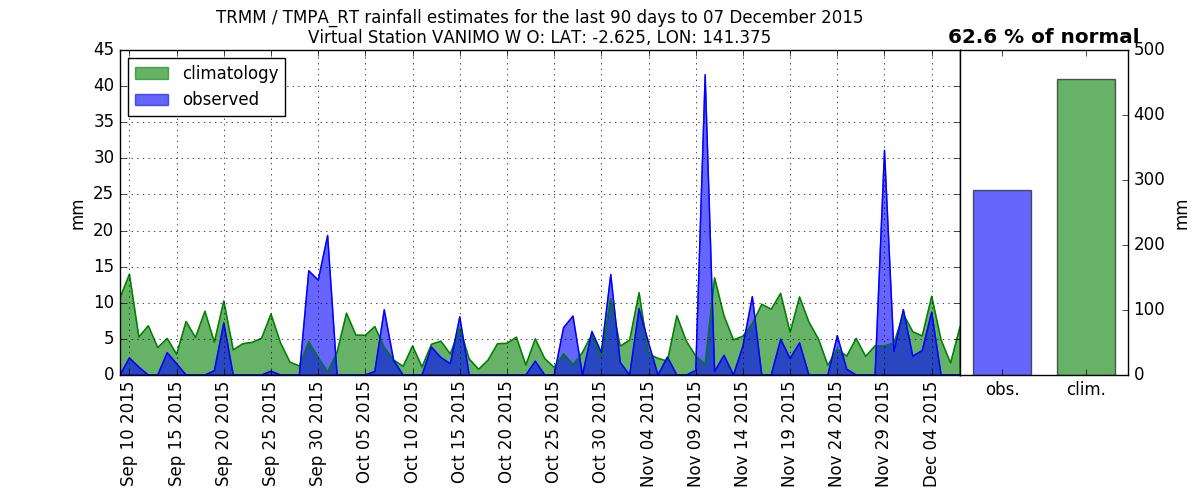 TRMM / TMPA_RT rainfall estimates for the last 90 days to 07 December 2015
Virtual Station VANIMO W O: LAT: -2.625, LON: 141.375
62.6 % of normal
climatology
observed
mm
45
40
35
30
25
20
15
10
5
0
Sep 10 2015
Sep 15 2015
Sep 20 2015
Sep 25 2015
Sep 30 2015
Oct 05 2015
Oct 10 2015
Oct 15 2015
Oct 20 2015
Oct 25 2015
Oct 30 2015
Nov 04 2015
Nov 09 2015
Nov 14 2015
Nov 19 2015
Nov 24 2015
Nov 29 2015
Dec 04 2015
obs.
clim.
500
400
300
200
100
0
mm